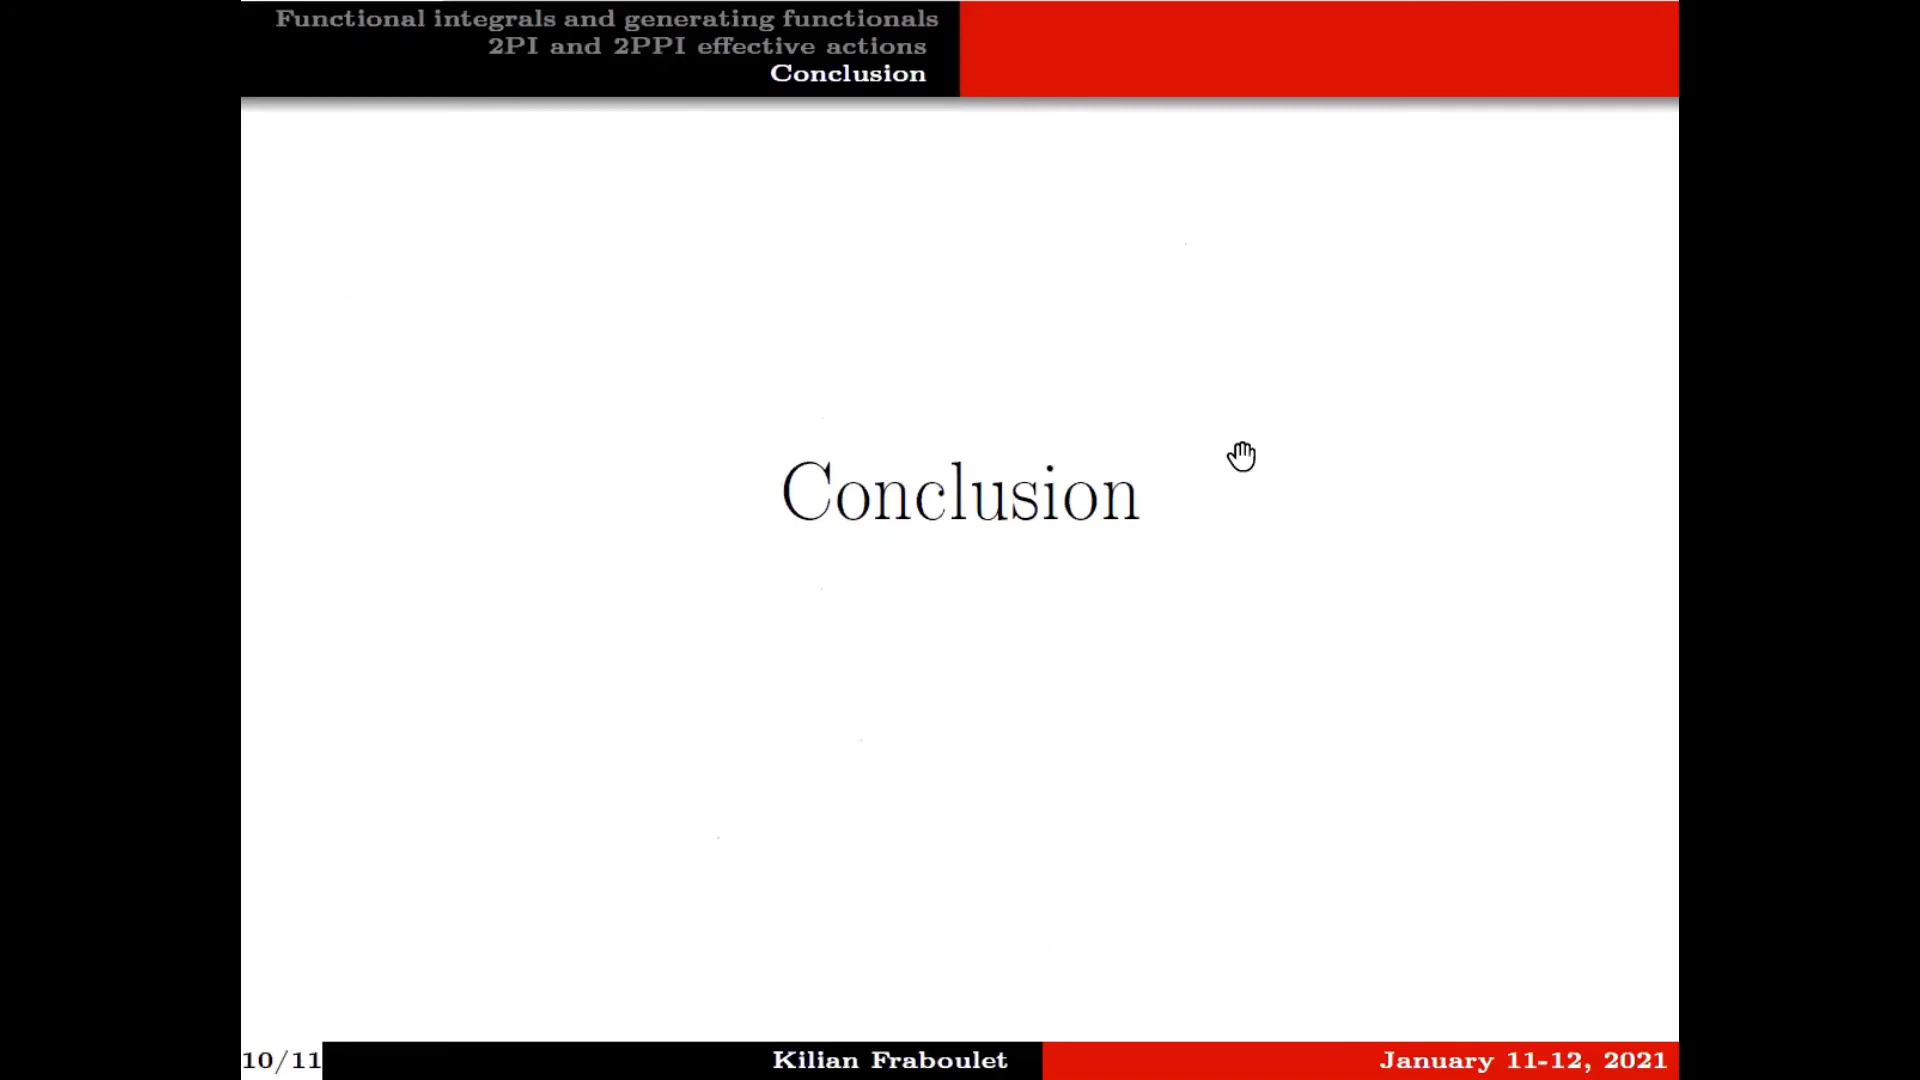 Functional integrals and generating functionals
2PI and 2PPI effective actions
Conclusion
Conclusion
10/11
Kilian Fraboulet
January 11-12, 2021